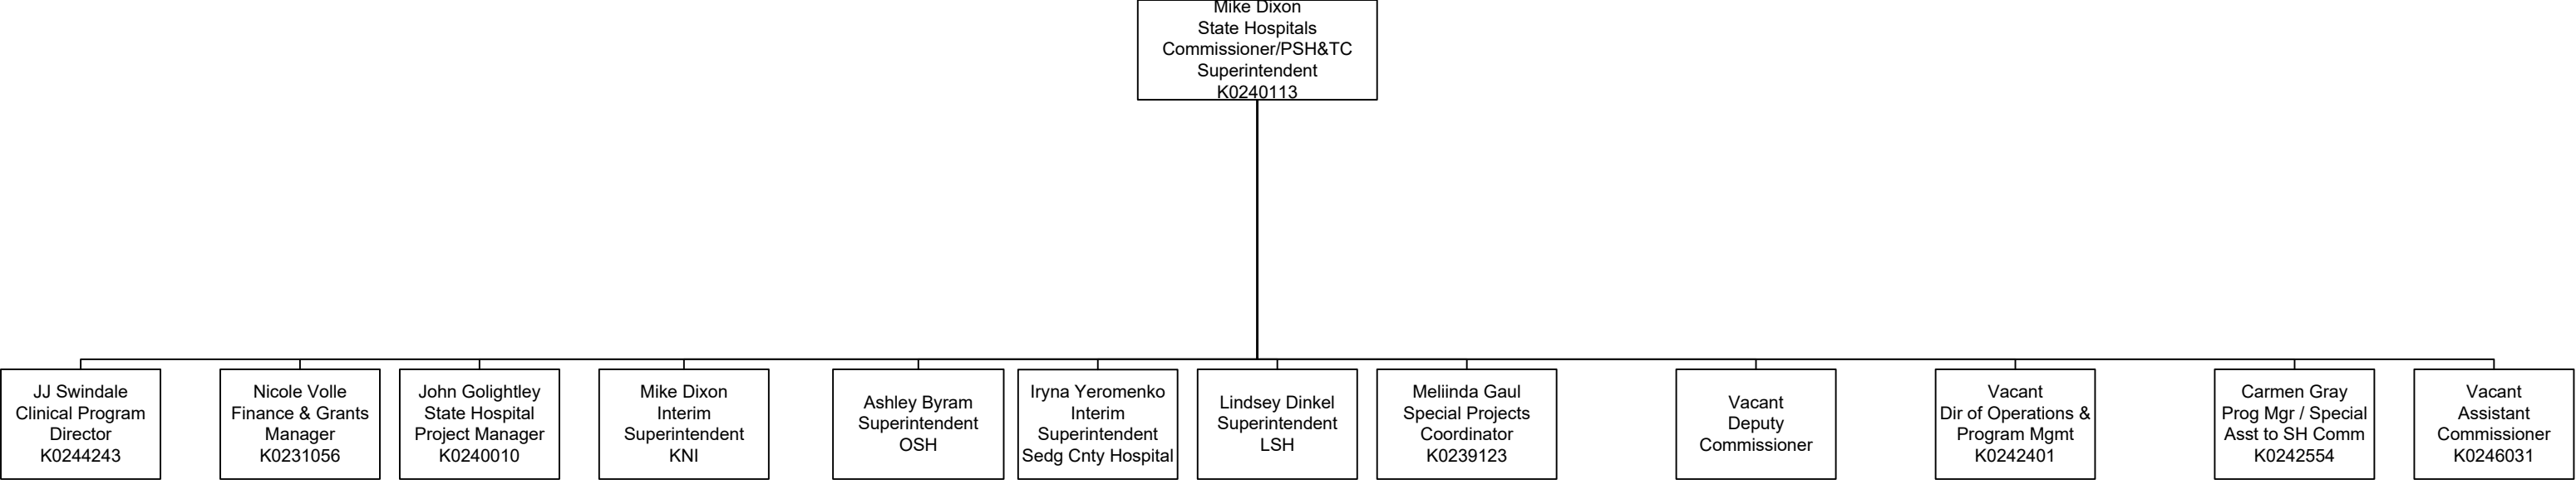 Mike Dixon
State Hospitals
Commissioner/PSH&TC
Superintendent
K0240113
JJ Swindale
Clinical Program
Director
K0244243
Nicole Volle
Finance & Grants
Manager
K0231056
John Golightley
State Hospital
Project Manager
K0240010
Mike Dixon
Interim
Superintendent
KNI
Ashley Byram
Superintendent
OSH
Iryna Yeromenko
Interim
Superintendent
Sedg Cnty Hospital
Lindsey Dinkel
Superintendent
LSH
Meliinda Gaul
Special Projects
Coordinator
K0239123
Vacant
Deputy
Commissioner
Vacant
Dir of Operations &
Program Mgmt
K0242401
Carmen Gray
Prog Mgr / Special
Asst to SH Comm
K0242554
Vacant
Assistant
Commissioner
K0246031